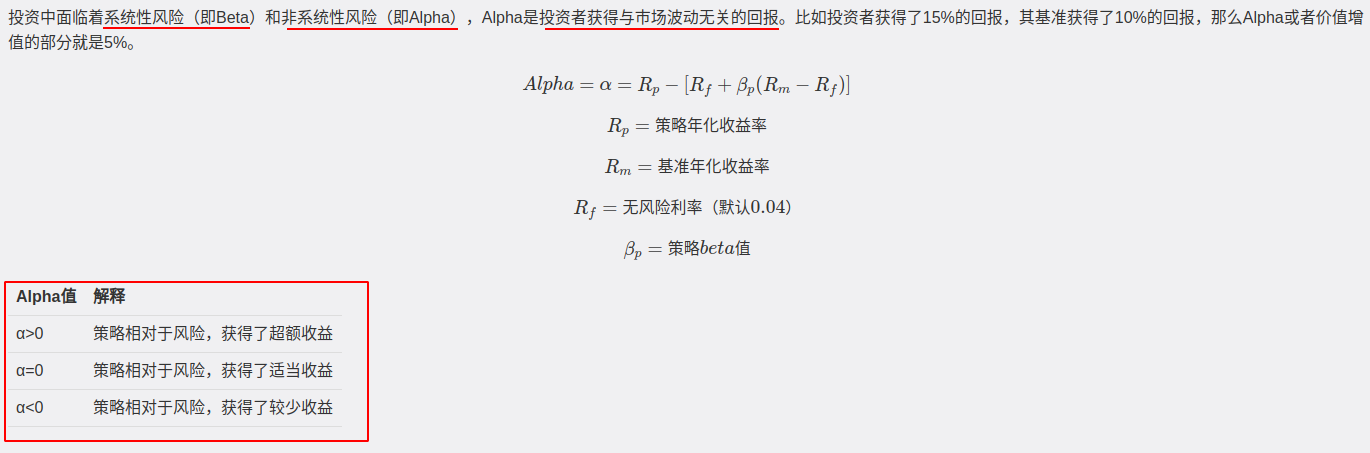 投资中面临着系统性风险（即Beta）和非系统性风险（即Alpha），Alpha是投资者获得与市场波动无关的回报。比如投资者获得了15%的回报，其基准获得了10%的回报，那么Alpha或者价值增
值的部分就是5%。
Alpha = α = R_p − [R_f + β_p(R_m − R_f)]
R_p = 策略年化收益率
R_m = 基准年化收益率
R_f = 无风险利率（默认0.04）
β_p = 策略beta值
Alpha值 解释
α>0 策略相对于风险，获得了超额收益
α=0 策略相对于风险，获得了适当收益
α<0 策略相对于风险，获得了较少收益